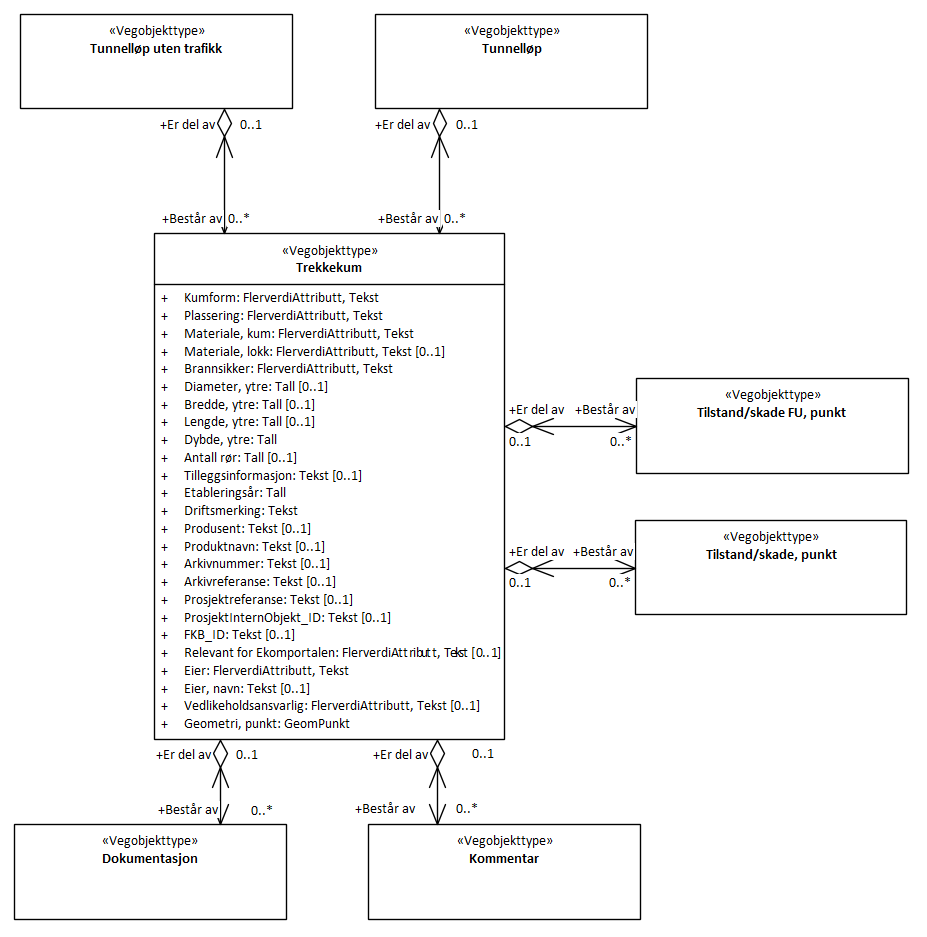 «Vegobjekttype»
Tunnelløp uten trafikk
«Vegobjekttype»
Tunnelløp
+Er del av 0..1
+Er del av 0..1
+Består av 0..*
+Består av 0..*
«Vegobjekttype»
Trekkekum
+ Kumform: FlerverdiAttributt, Tekst
+ Plassering: FlerverdiAttributt, Tekst
+ Materiale, kum: FlerverdiAttributt, Tekst
+ Materiale, lokk: FlerverdiAttributt, Tekst [0..1]
+ Brannsikker: FlerverdiAttributt, Tekst
+ Diameter, ytre: Tall [0..1]
+ Bredde, ytre: Tall [0..1]
+ Lengde, ytre: Tall [0..1]
+ Dybde, ytre: Tall
+ Antall rør: Tall [0..1]
+ Tilleggsinformasjon: Tekst [0..1]
+ Etableringsår: Tall
+ Driftsmerking: Tekst
+ Produsent: Tekst [0..1]
+ Produktnavn: Tekst [0..1]
+ Arkivnummer: Tekst [0..1]
+ Arkivreferanse: Tekst [0..1]
+ Prosjektreferanse: Tekst [0..1]
+ ProsjektInternObjekt_ID: Tekst [0..1]
+ FKB_ID: Tekst [0..1]
+ Relevant for Ekomportalen: FlerverdiAttributt, Tekst [0..1]
+ Eier: FlerverdiAttributt, Tekst
+ Eier, navn: Tekst [0..1]
+ Vedlikeholdsansvarlig: FlerverdiAttributt, Tekst [0..1]
+ Geometri, punkt: GeomPunkt
+Er del av +Består av
0..1 0..*
«Vegobjekttype»
Tilstand/skade FU, punkt
+Er del av +Består av
0..1 0..*
«Vegobjekttype»
Tilstand/skade, punkt
+Er del av 0..1
+Er del av 0..1
+Består av 0..*
+Består av 0..*
«Vegobjekttype»
Dokumentasjon
«Vegobjekttype»
Kommentar